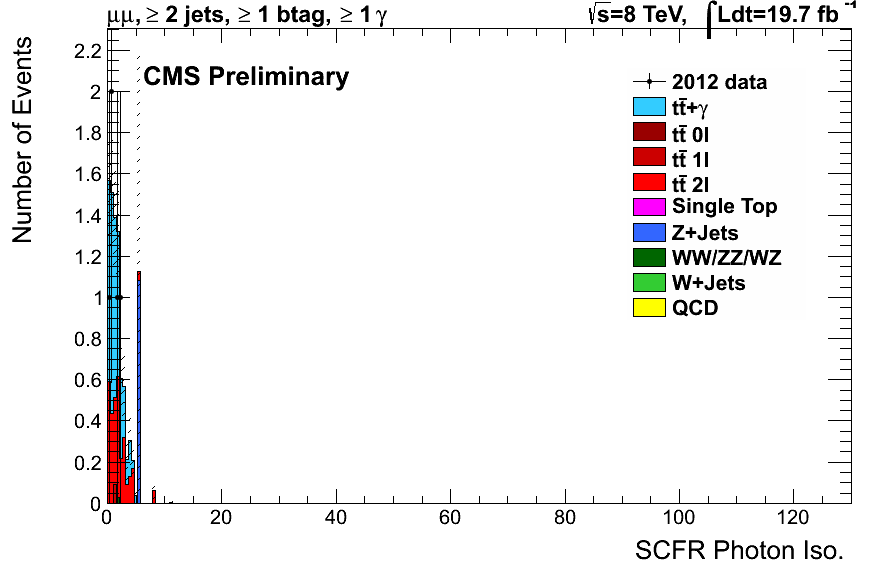 μμ, ≥ 2 jets, ≥ 1 btag, ≥ 1 γ
√s=8 TeV, ∫Ldt=19.7 fb⁻¹
CMS Preliminary
Number of Events
2.2
2
1.8
1.6
1.4
1.2
1
0.8
0.6
0.4
0.2
0
2012 data
tt̅+γ
tt̅ 0l
tt̅ 1l
tt̅ 2l
Single Top
Z+Jets
WW/ZZ/WZ
W+Jets
QCD
0 20 40 60 80 100 120
SCFR Photon Iso.